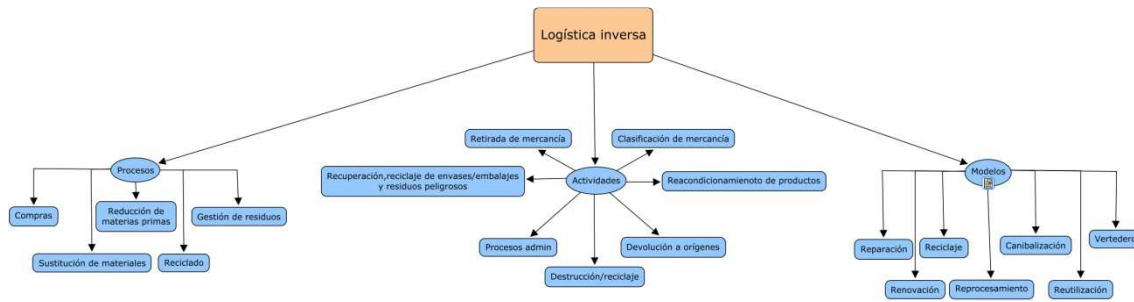 Logística inversa
Procesos
Compras
Sustitución de materiales
Reducción de
materias primas
Reciclado
Gestión de residuos
Actividades
Retirada de mercancía
Clasificación de mercancía
Recuperación,reciclaje de envases/embalajes
y residuos peligrosos
Reacondicionamienoto de productos
Procesos admin
Destrucción/reciclaje
Devolución a orígenes
Modelos
Reparación
Renovación
Reciclaje
Reprocesamiento
Canibalización
Reutilización
Vertedero